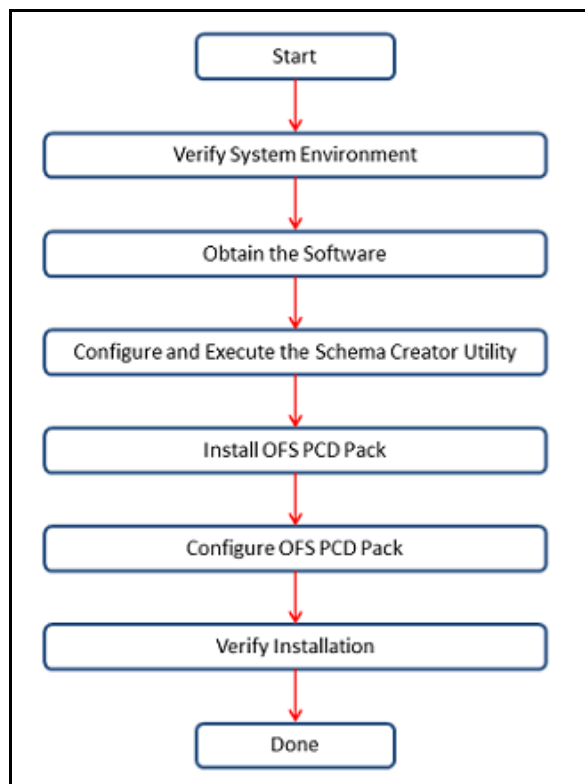 Start
Verify System Environment
Obtain the Software
Configure and Execute the Schema Creator Utility
Install OFS PCD Pack
Configure OFS PCD Pack
Verify Installation
Done